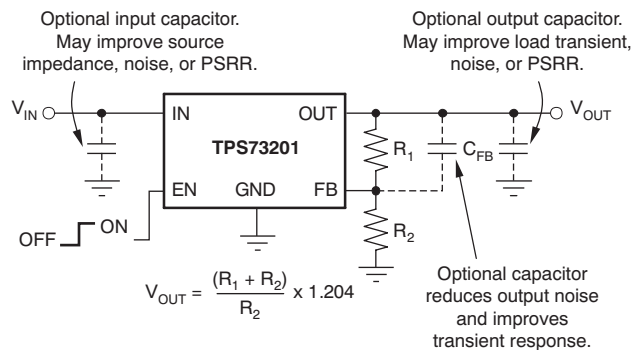 Optional input capacitor.
May improve source
impedance, noise, or PSRR.
Optional output capacitor.
May improve load transient,
noise, or PSRR.
VIN
IN
OUT
VOUT
TPS73201
R1
CFB
EN
GND
FB
OFF
ON
R2
VOUT = (R1 + R2) / R2 x 1.204
Optional capacitor
reduces output noise
and improves
transient response.